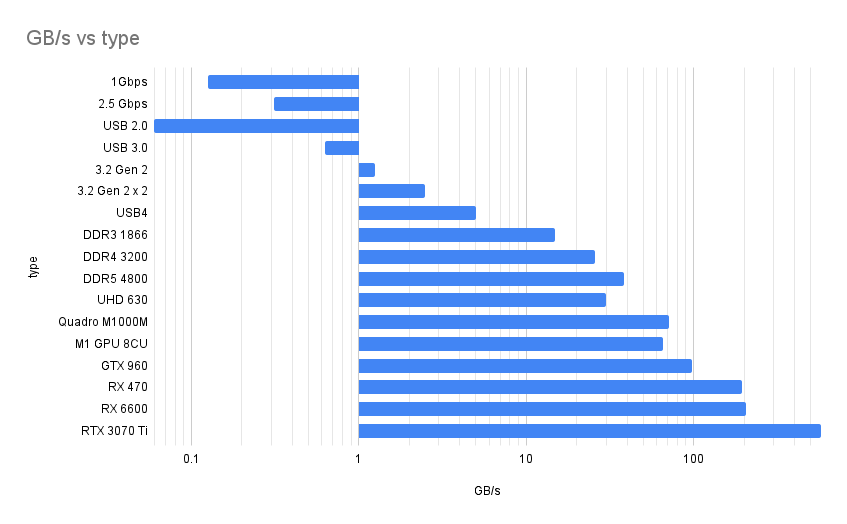 GB/s vs type
1Gbps
2.5 Gbps
USB 2.0
USB 3.0
3.2 Gen 2
3.2 Gen 2 x 2
USB4
DDR3 1866
DDR4 3200
DDR5 4800
UHD 630
Quadro M1000M
M1 GPU 8CU
GTX 960
RX 470
RX 6600
RTX 3070 Ti
type
0.1 1 10 100
GB/s